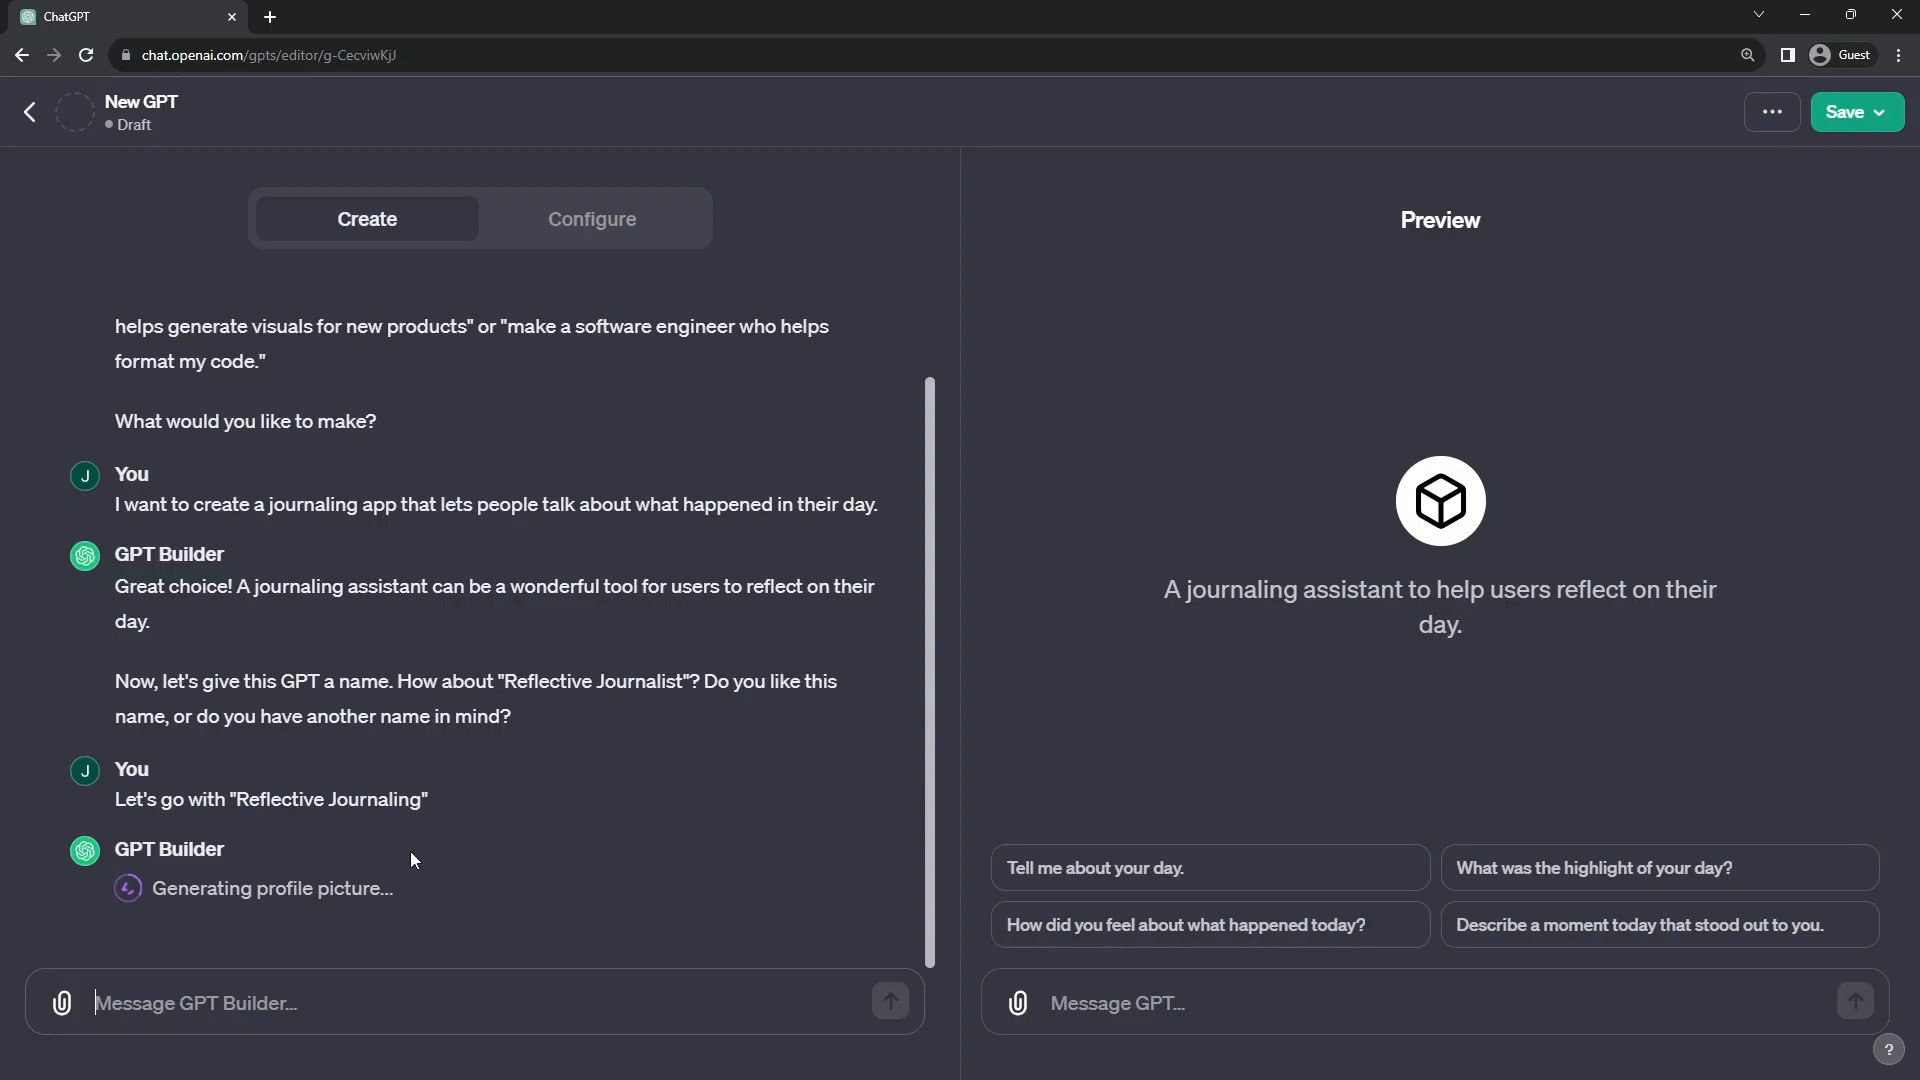 ChatGPT
chat.openai.com/gpts/editor/g-CecviwKjJ
Guest
New GPT
Draft
Save
Create
Configure
helps generate visuals for new products" or "make a software engineer who helps
format my code."
What would you like to make?
J
You
I want to create a journaling app that lets people talk about what happened in their day.
GPT Builder
Great choice! A journaling assistant can be a wonderful tool for users to reflect on their
day.
Now, let's give this GPT a name. How about "Reflective Journalist"? Do you like this
name, or do you have another name in mind?
J
You
Let's go with "Reflective Journaling"
GPT Builder
Generating profile picture...
Message GPT Builder...
Preview
A journaling assistant to help users reflect on their
day.
Tell me about your day.
What was the highlight of your day?
How did you feel about what happened today?
Describe a moment today that stood out to you.
Message GPT...
?